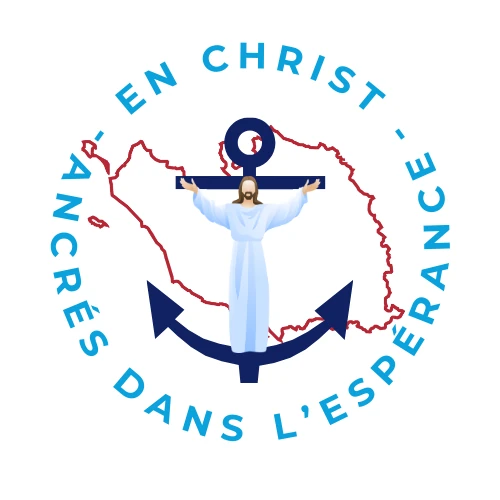 - EN CHRIST -
ANCRÉS DANS L'ESPÉRANCE